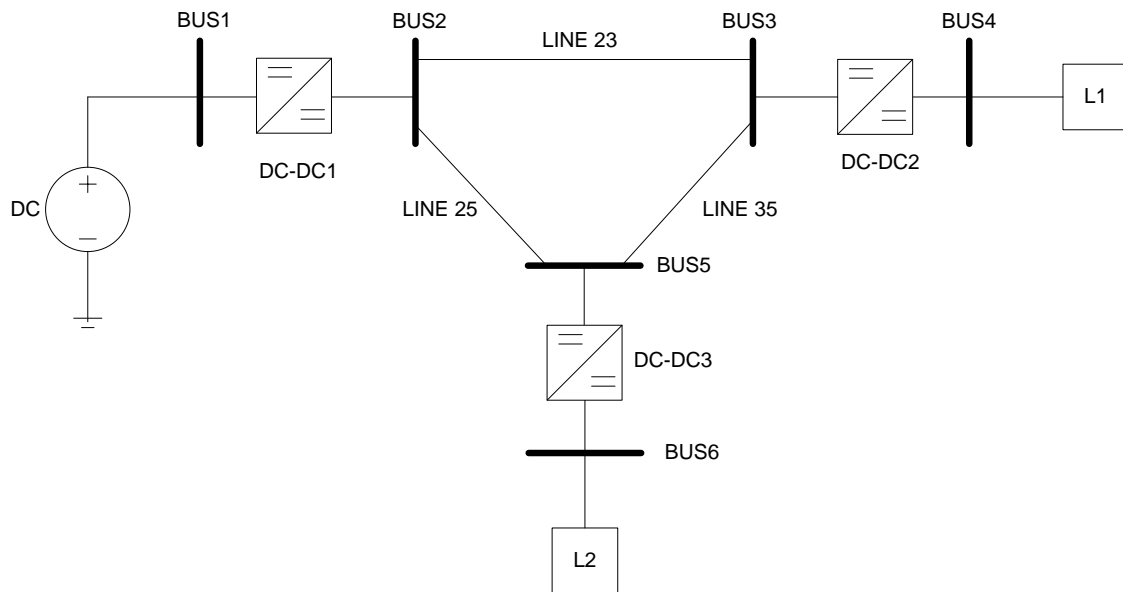 BUS1
BUS2
BUS3
BUS4
LINE 23
L1
DC-DC1
DC-DC2
+
DC
LINE 25
LINE 35
−
BUS5
DC-DC3
BUS6
L2